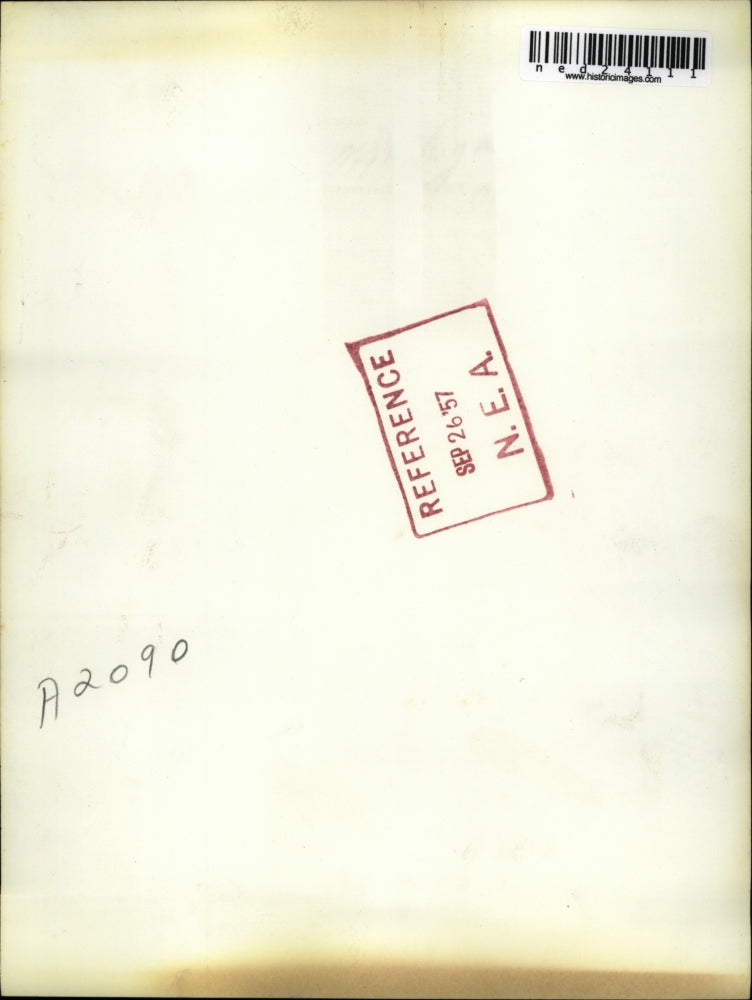 ned24111
www.historicimages.com
REFERENCE
SEP 26 '57
N. E. A.
A2090